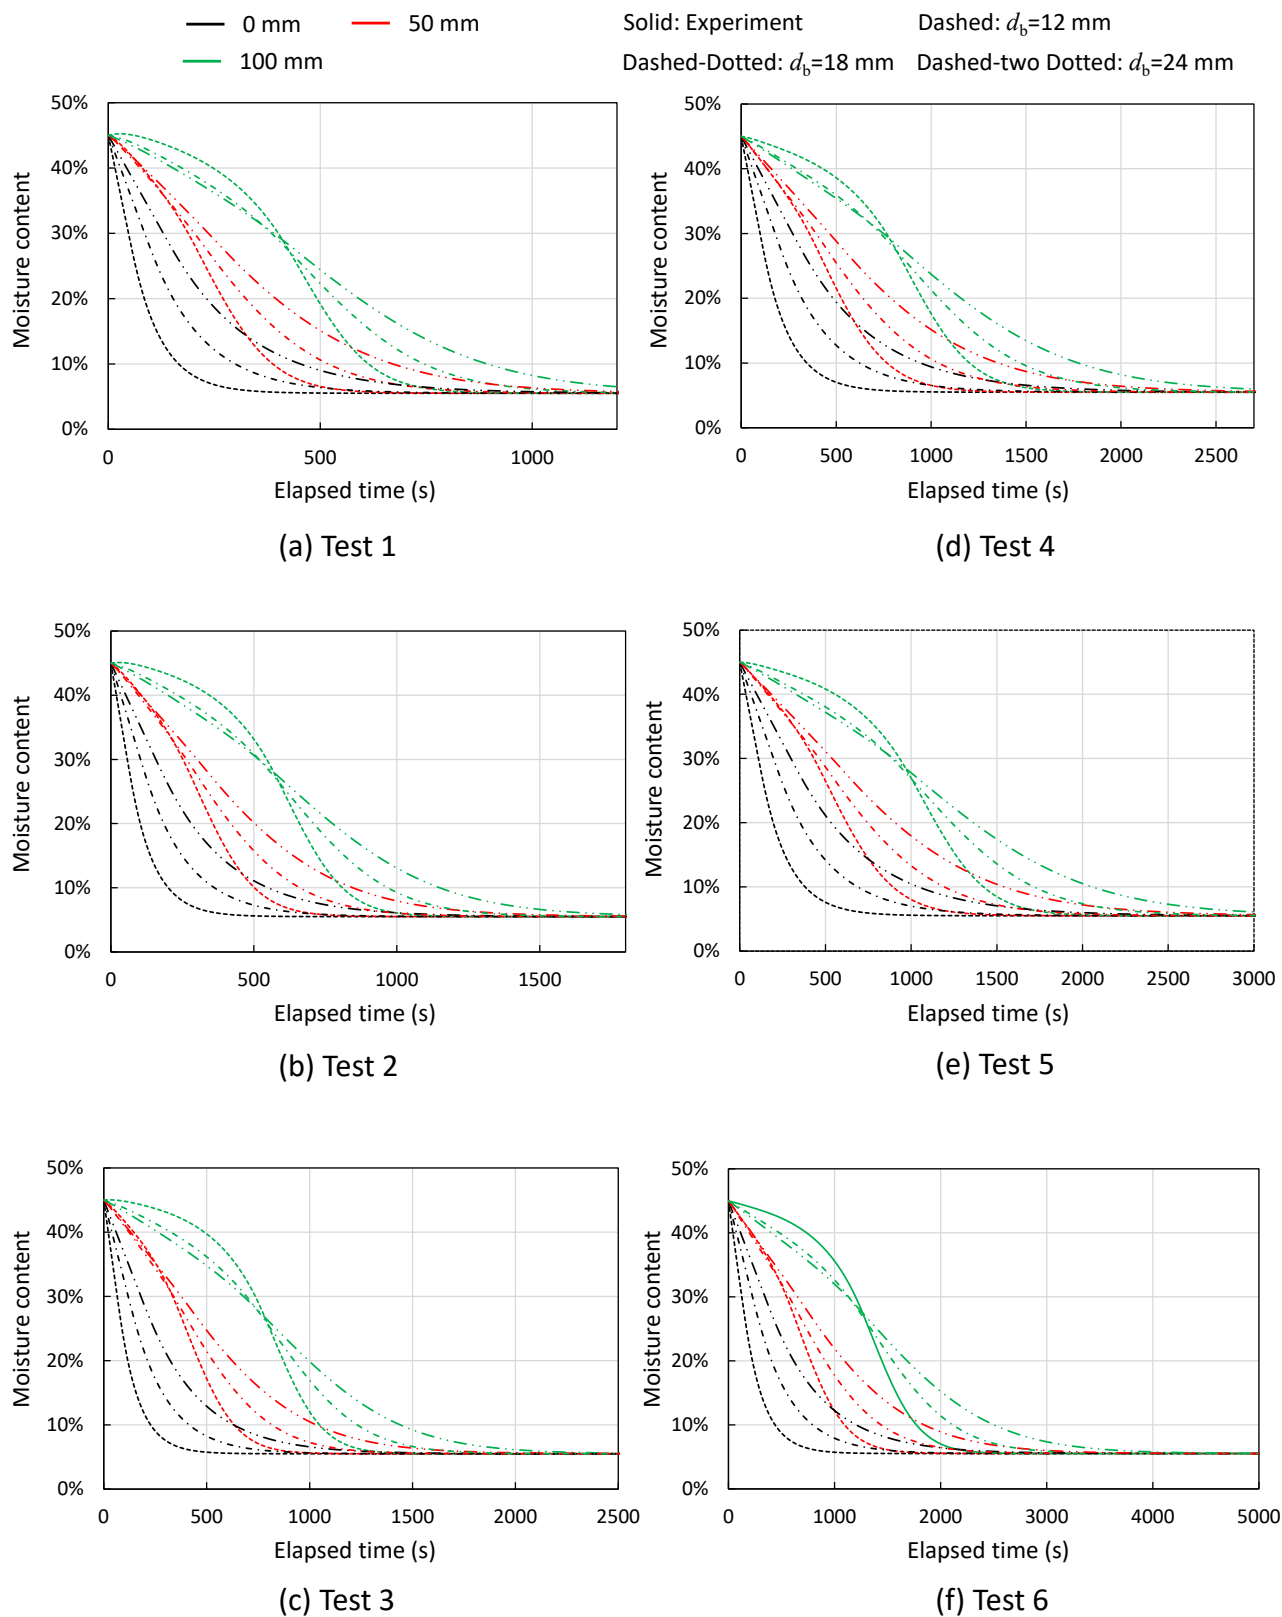 0 mm 50 mm Solid: Experiment Dashed: d_b=12 mm
100 mm Dashed-Dotted: d_b=18 mm Dashed-two Dotted: d_b=24 mm
50%
40%
30%
20%
10%
0%
Moisture content
0 500 1000
Elapsed time (s)
(a) Test 1
50%
40%
30%
20%
10%
0%
Moisture content
0 500 1000 1500 2000 2500
Elapsed time (s)
(d) Test 4
50%
40%
30%
20%
10%
0%
Moisture content
0 500 1000 1500
Elapsed time (s)
(b) Test 2
50%
40%
30%
20%
10%
0%
Moisture content
0 500 1000 1500 2000 2500 3000
Elapsed time (s)
(e) Test 5
50%
40%
30%
20%
10%
0%
Moisture content
0 500 1000 1500 2000 2500
Elapsed time (s)
(c) Test 3
50%
40%
30%
20%
10%
0%
Moisture content
0 1000 2000 3000 4000 5000
Elapsed time (s)
(f) Test 6